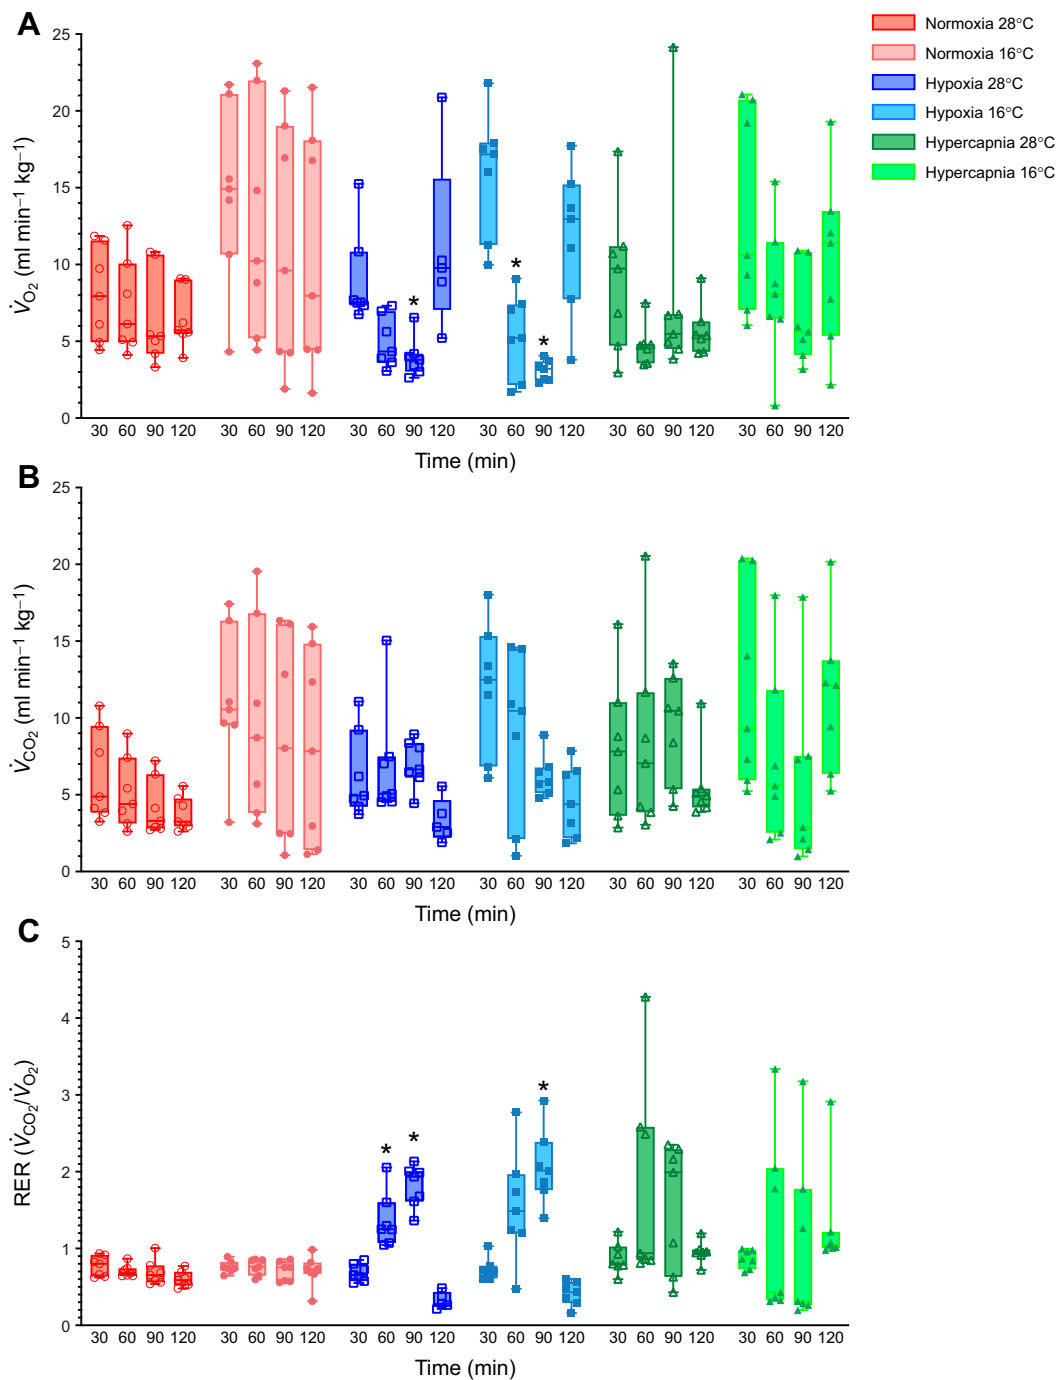 A
25
20
15
10
5
0
V̇O2 (ml min−1 kg−1)
*
*
*
30 60 90 120 30 60 90 120 30 60 90 120 30 60 90 120 30 60 90 120 30 60 90 120
Time (min)
Normoxia 28°C
Normoxia 16°C
Hypoxia 28°C
Hypoxia 16°C
Hypercapnia 28°C
Hypercapnia 16°C
B
25
20
15
10
5
0
V̇CO2 (ml min−1 kg−1)
30 60 90 120 30 60 90 120 30 60 90 120 30 60 90 120 30 60 90 120 30 60 90 120
Time (min)
C
5
4
3
2
1
0
RER (V̇CO2/V̇O2)
*
*
*
30 60 90 120 30 60 90 120 30 60 90 120 30 60 90 120 30 60 90 120 30 60 90 120
Time (min)